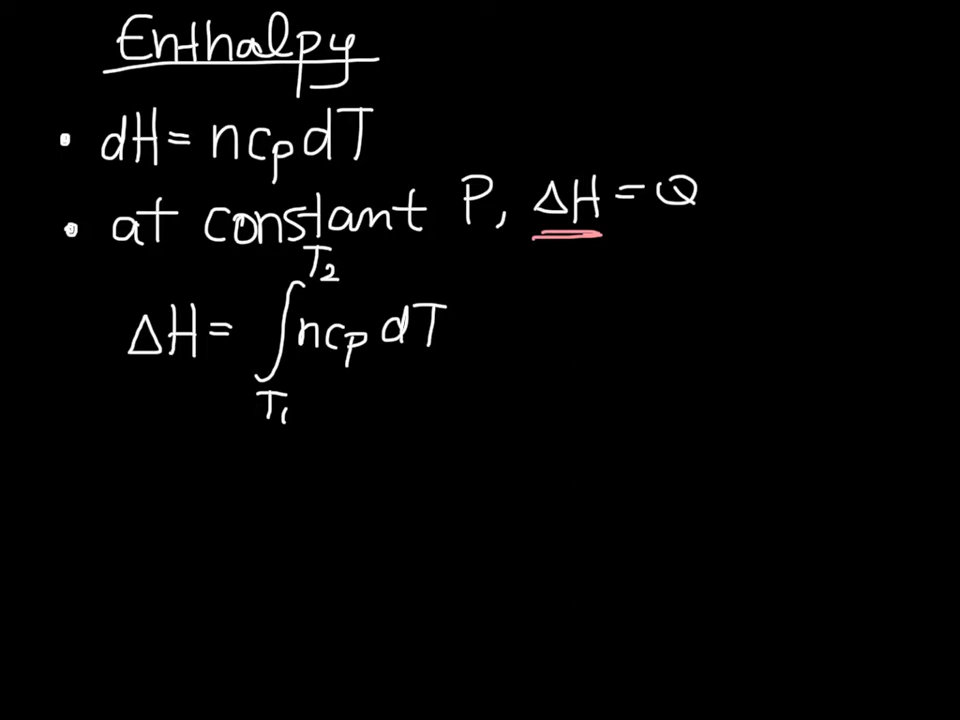 Enthalpy
• dH = nc_p dT
• at constant P, ΔH = Q
ΔH = ∫_{T₁}^{T₂} nc_p dT